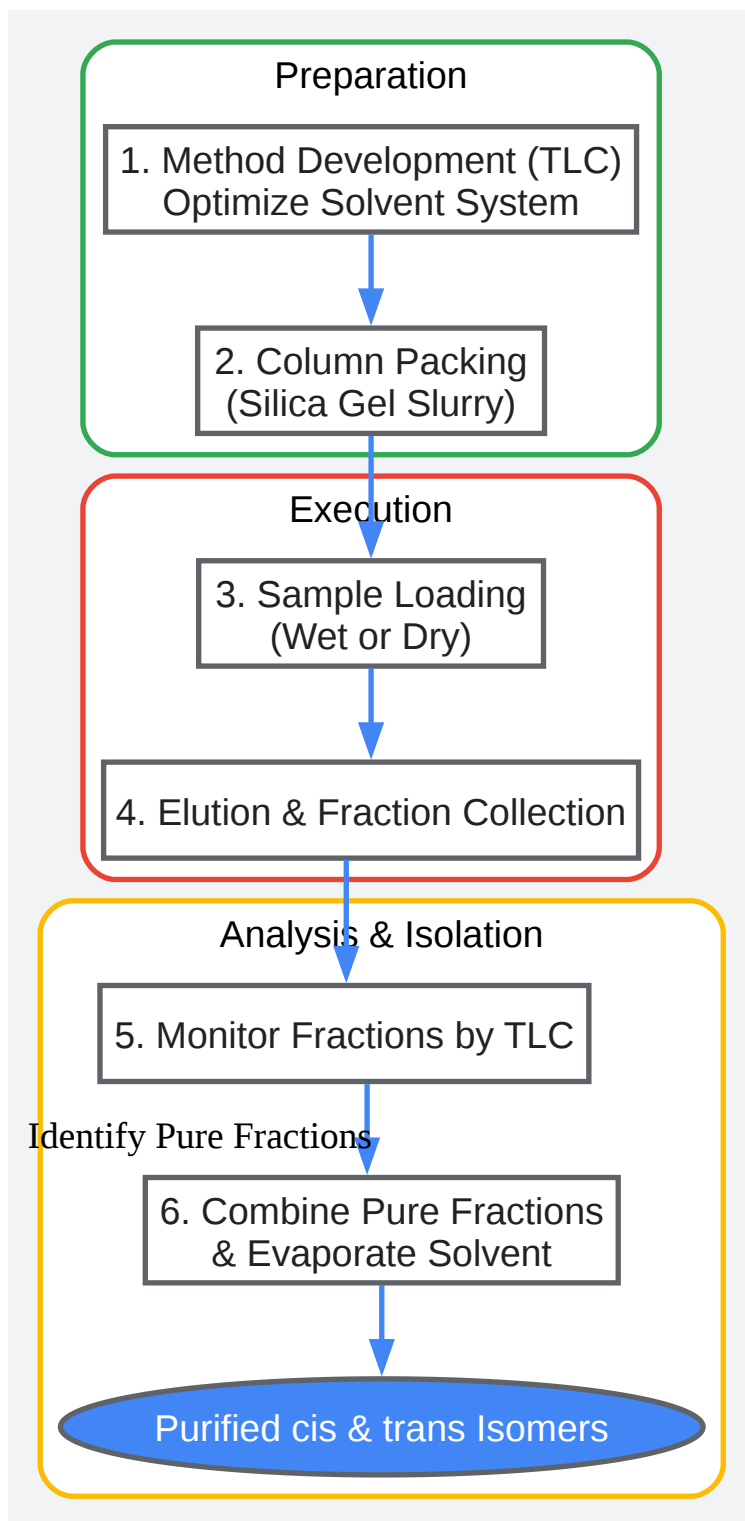 Preparation
1. Method Development (TLC)
Optimize Solvent System
2. Column Packing
(Silica Gel Slurry)
Execution
3. Sample Loading
(Wet or Dry)
4. Elution & Fraction Collection
Analysis & Isolation
5. Monitor Fractions by TLC
Identify Pure Fractions
6. Combine Pure Fractions
& Evaporate Solvent
Purified cis & trans Isomers